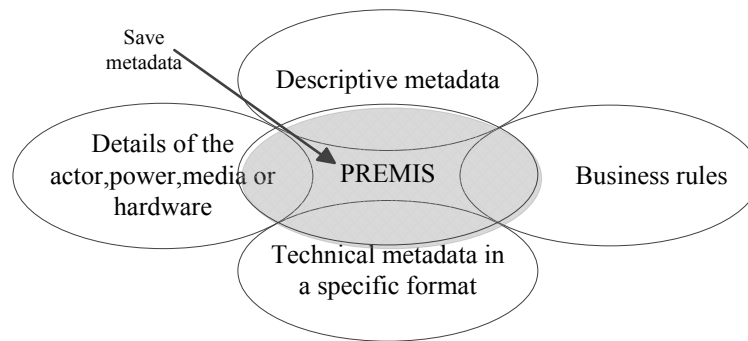 Save
metadata
Descriptive metadata
Details of the
actor,power,media or
hardware
PREMIS
Business rules
Technical metadata in
a specific format